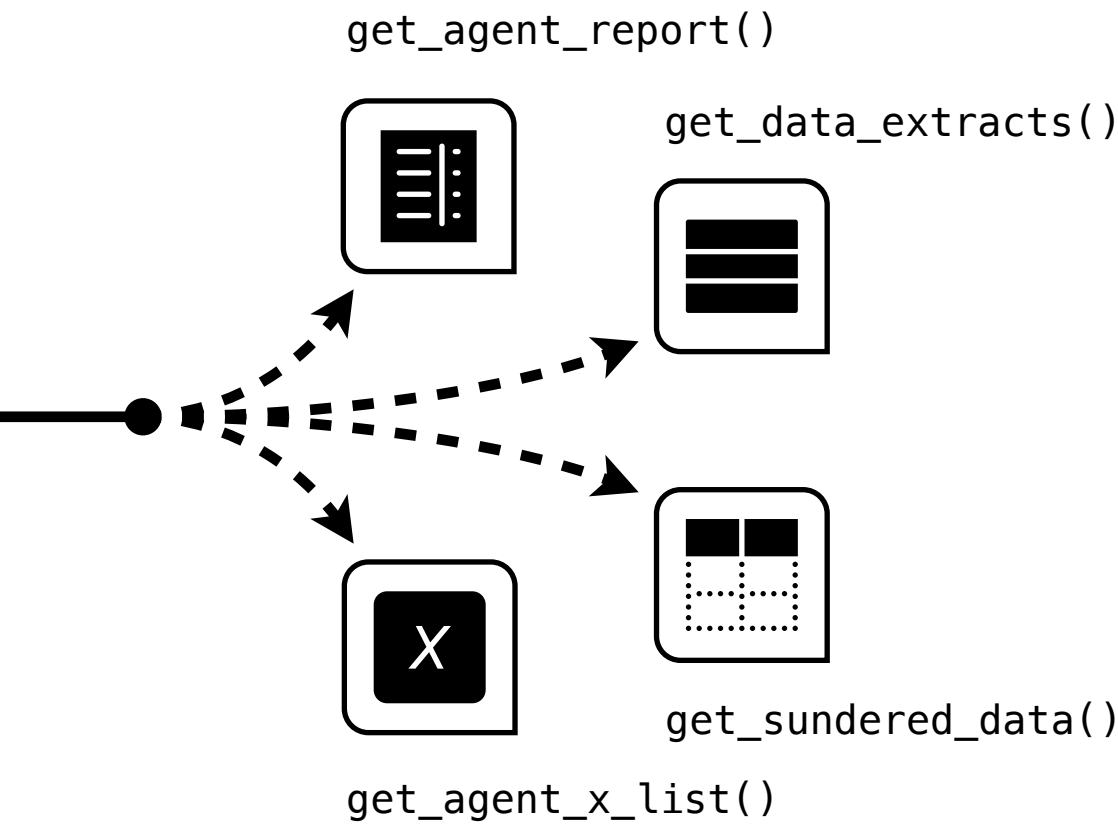 get_agent_report()
get_data_extracts()
X
get_sundered_data()
get_agent_x_list()